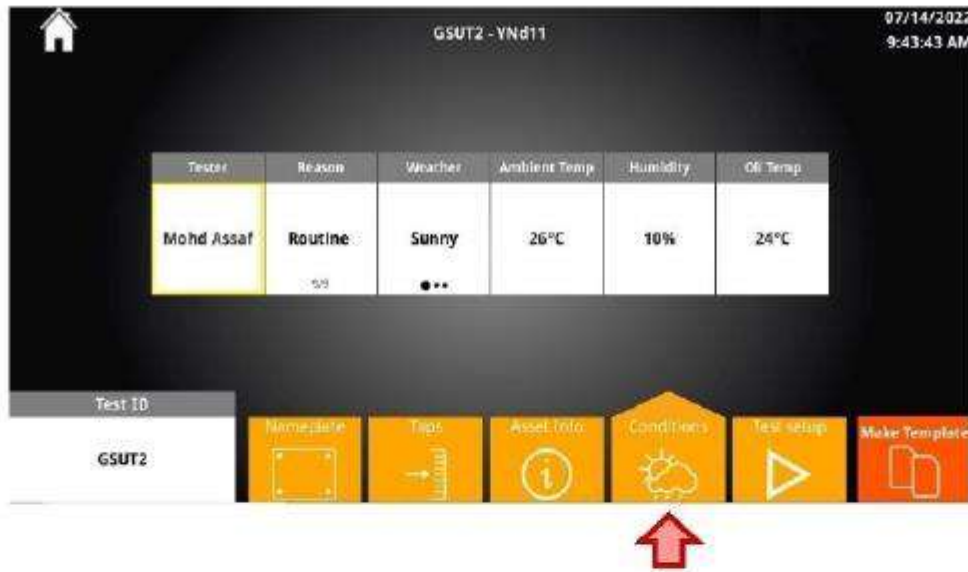 GSUT2 - YNd11
07/14/2022
9:43:43 AM
Tester Reason Weather Ambient Temp Humidity Oil Temp
Mohd Assaf Routine Sunny 26°C 10% 24°C
Test ID
GSUT2
Nameplate Taps Asset Info Conditions Test setup Make Template